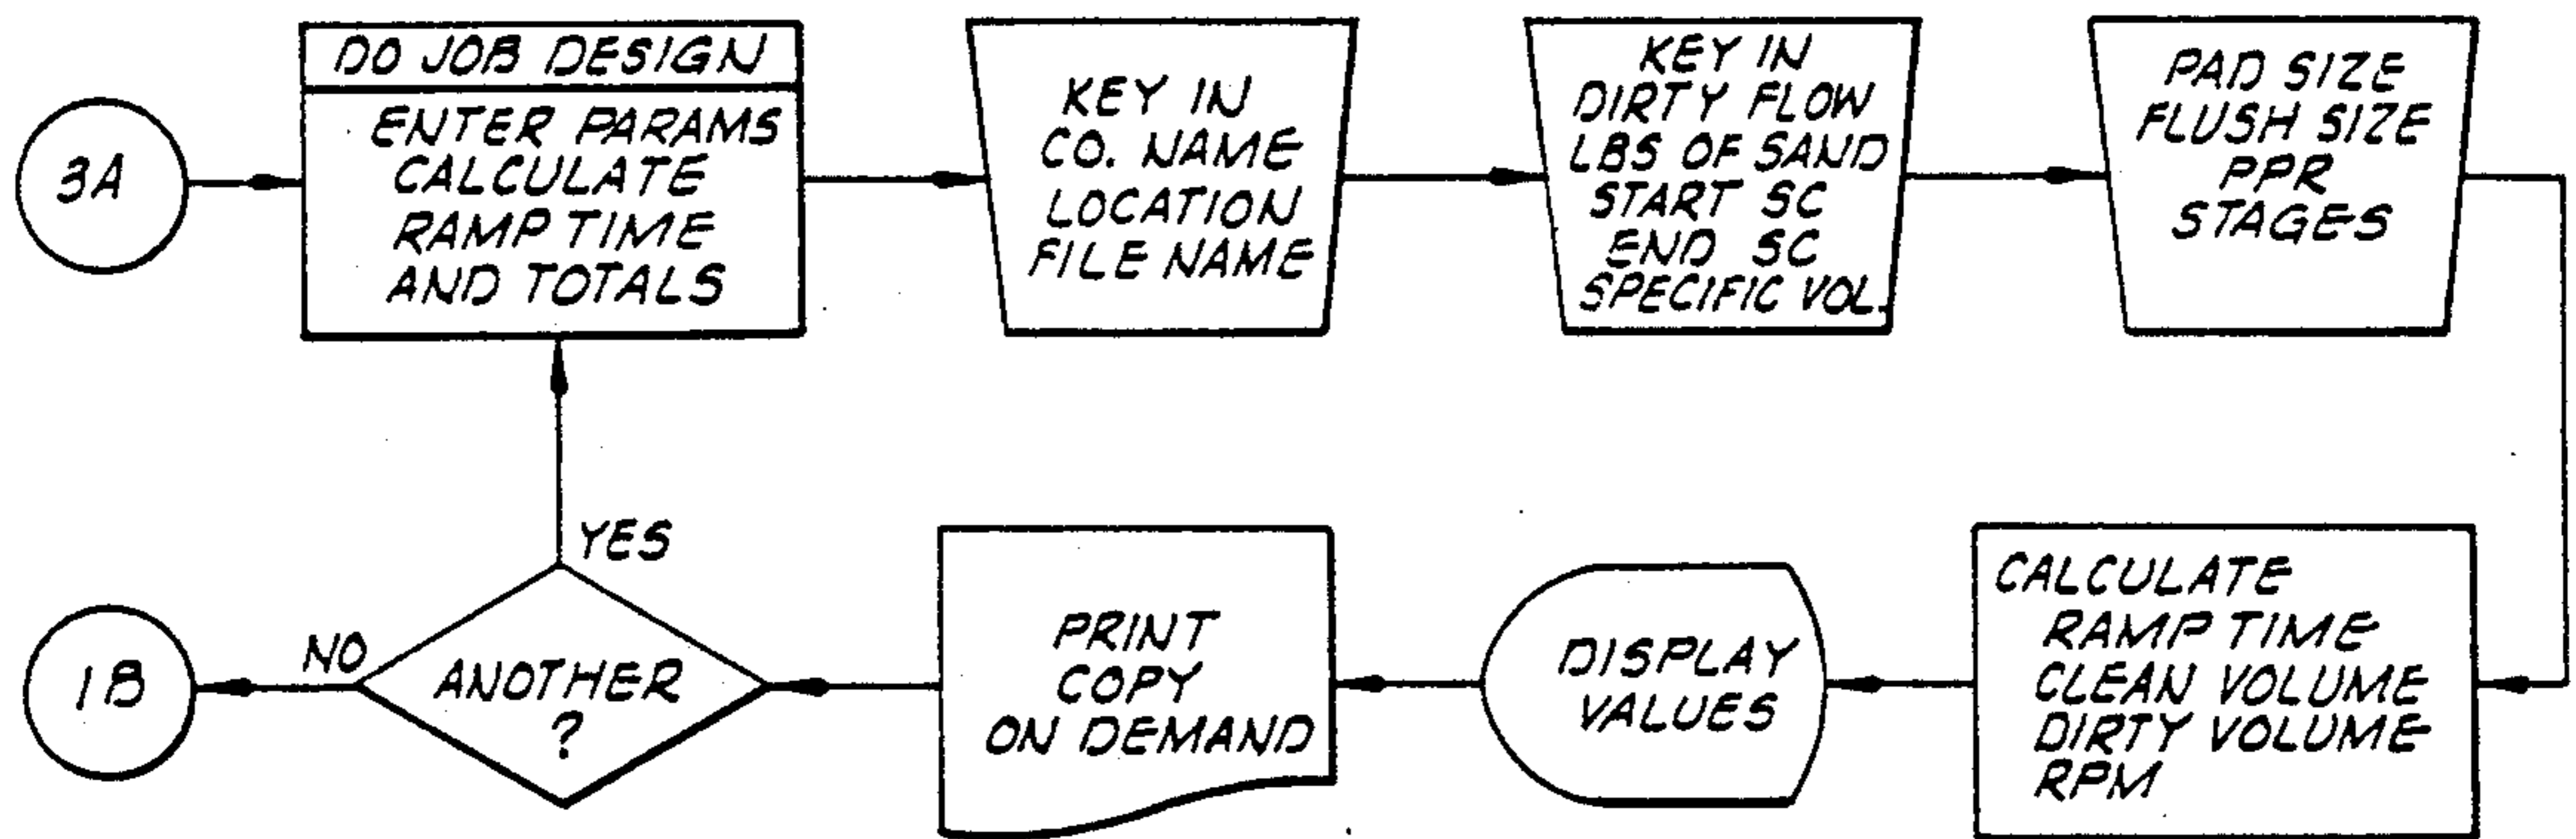 3A
DO JOB DESIGN
ENTER PARAMS
CALCULATE
RAMP TIME
AND TOTALS
KEY IN
CO. NAME
LOCATION
FILE NAME
KEY IN
DIRTY FLOW
LBS OF SAND
START SC
END SC
SPECIFIC VOL.
PAD SIZE
FLUSH SIZE
PPR
STAGES
CALCULATE
RAMP TIME
CLEAN VOLUME
DIRTY VOLUME
RPM
DISPLAY
VALUES
PRINT
COPY
ON DEMAND
ANOTHER
?
YES
NO
1B